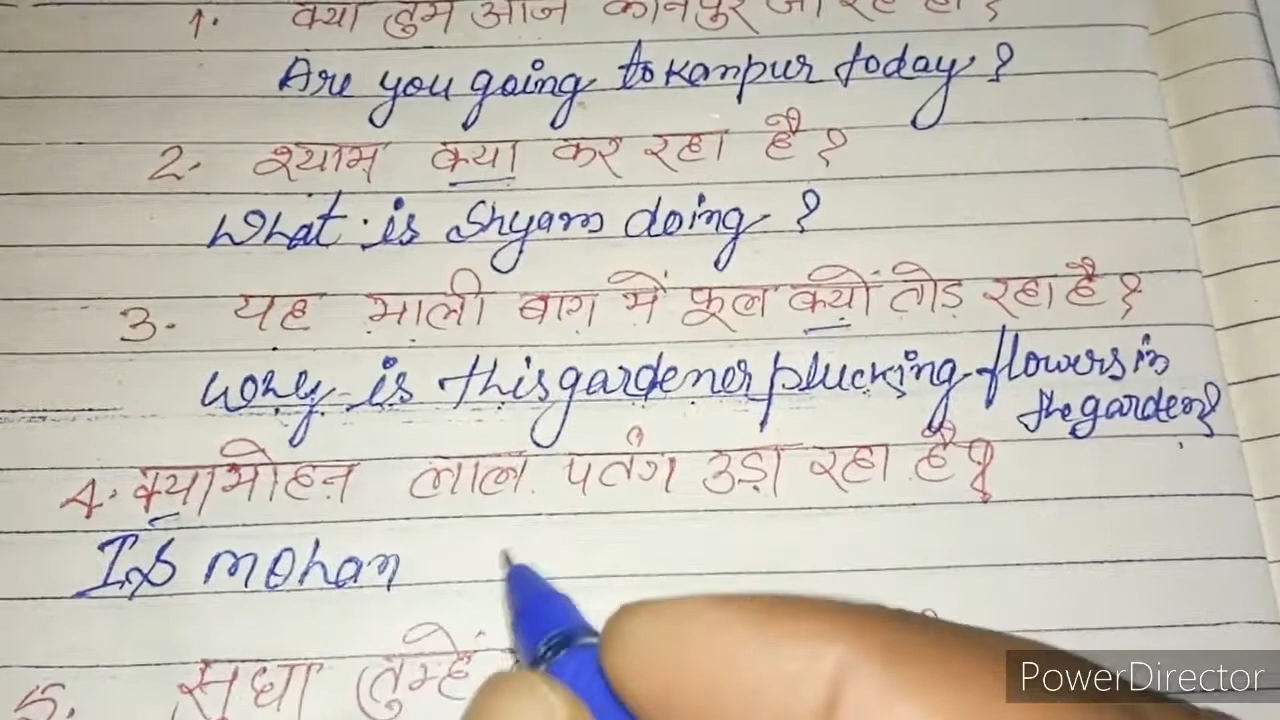 1. क्या तुम आज कानपुर जा रहे हो ?
Are you going to Kanpur today ?
2. श्याम क्या कर रहा है ?
What is Shyam doing ?
3. यह माली बाग में फूल क्यों तोड़ रहा है ?
Why is this gardener plucking flowers in
the garden ?
4. क्या मोहन लाल पतंग उड़ा रहा है ?
Is mohan
5. सुधा तुम्हें
PowerDirector